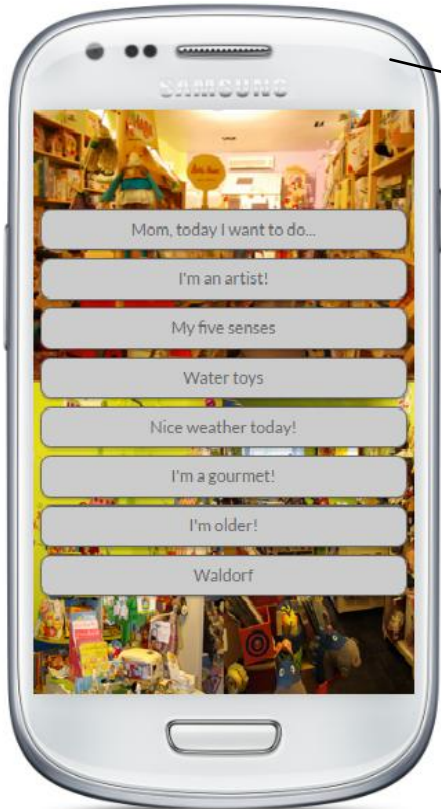 SAMSUNG
Mom, today I want to do...
I'm an artist!
My five senses
Water toys
Nice weather today!
I'm a gourmet!
I'm older!
Waldorf